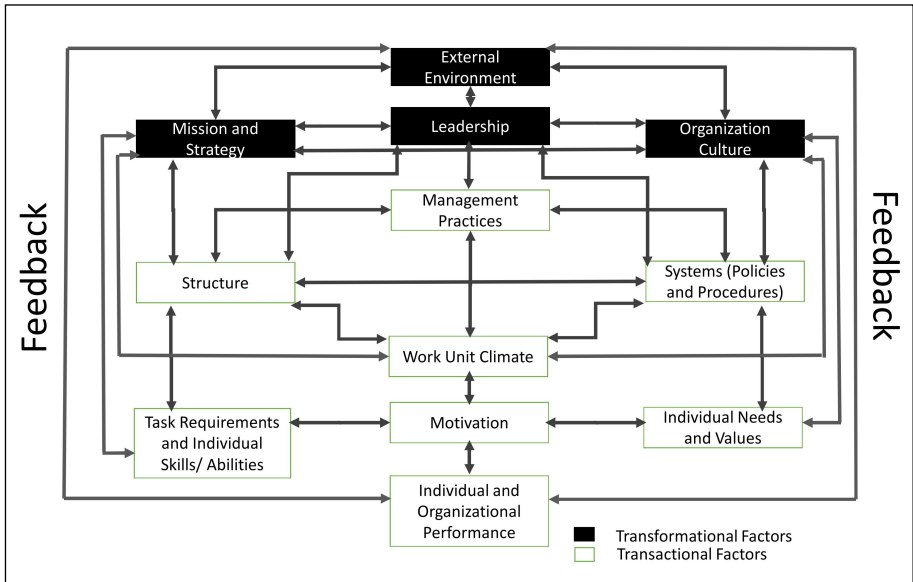 External
Environment
Mission and
Strategy
Leadership
Organization
Culture
Management
Practices
Feedback
Feedback
Structure
Systems (Policies
and Procedures)
Work Unit Climate
Task Requirements
and Individual
Skills/ Abilities
Motivation
Individual Needs
and Values
Individual and
Organizational
Performance
Transformational Factors
Transactional Factors